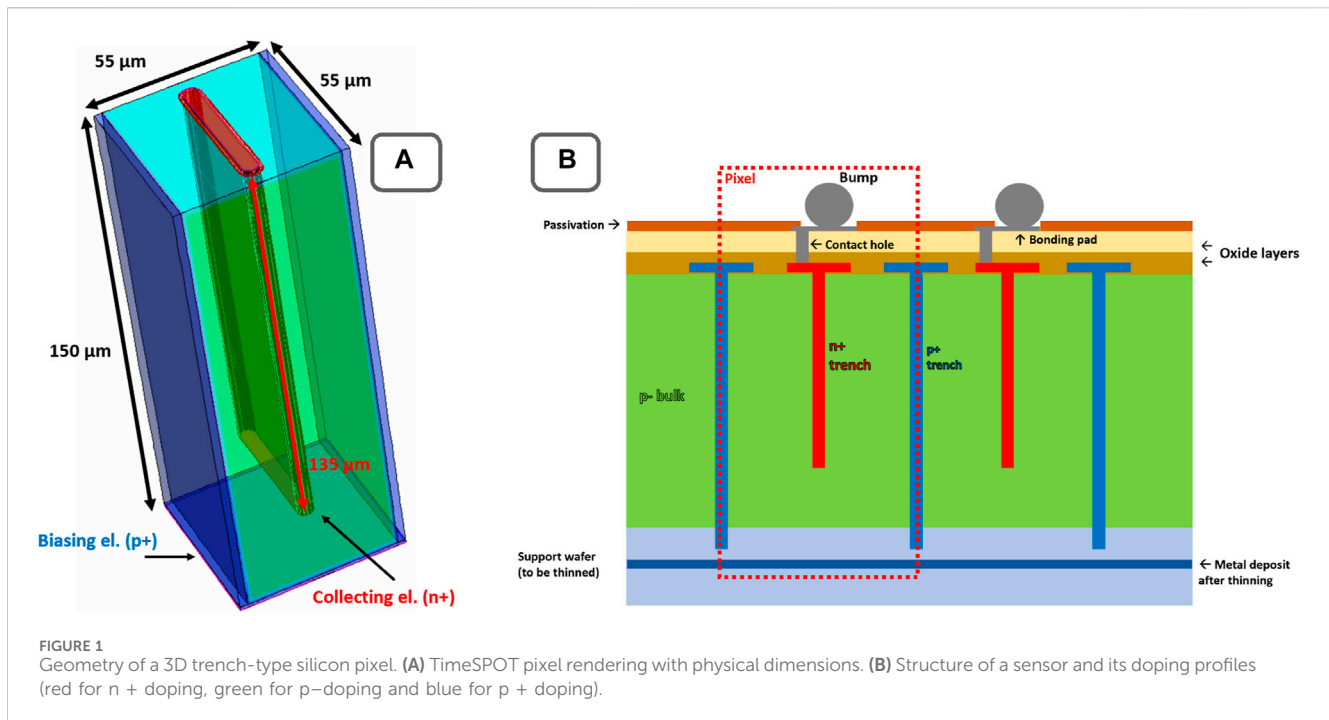 55 μm
55 μm
A
150 μm
135 μm
Biasing el. (p+)
Collecting el. (n+)
B
Pixel
Bump
Passivation →
← Contact hole
↑ Bonding pad
←
← Oxide layers
n+
trench
p+
trench
p- bulk
Support wafer
(to be thinned)
← Metal deposit
after thinning
FIGURE 1
Geometry of a 3D trench-type silicon pixel. (A) TimeSPOT pixel rendering with physical dimensions. (B) Structure of a sensor and its doping profiles
(red for n + doping, green for p−doping and blue for p + doping).